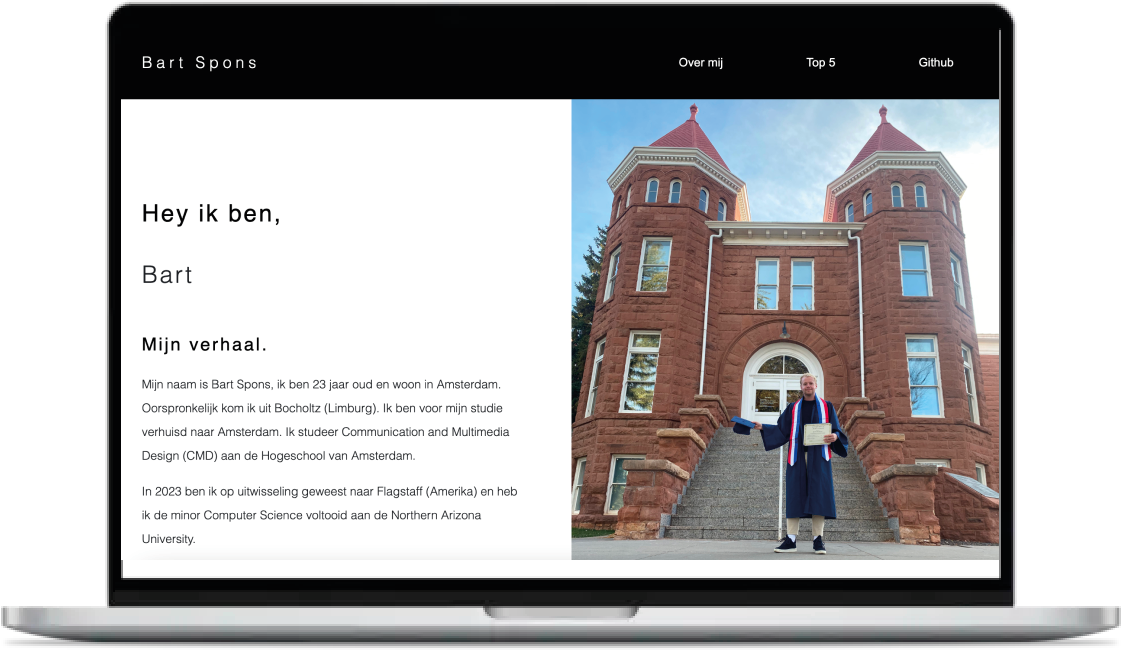 Bart Spons
Over mij
Top 5
Github
Hey ik ben,
Bart
Mijn verhaal.
Mijn naam is Bart Spons, ik ben 23 jaar oud en woon in Amsterdam.
Oorspronkelijk kom ik uit Bocholtz (Limburg). Ik ben voor mijn studie
verhuisd naar Amsterdam. Ik studeer Communication and Multimedia
Design (CMD) aan de Hogeschool van Amsterdam.
In 2023 ben ik op uitwisseling geweest naar Flagstaff (Amerika) en heb
ik de minor Computer Science voltooid aan de Northern Arizona
University.